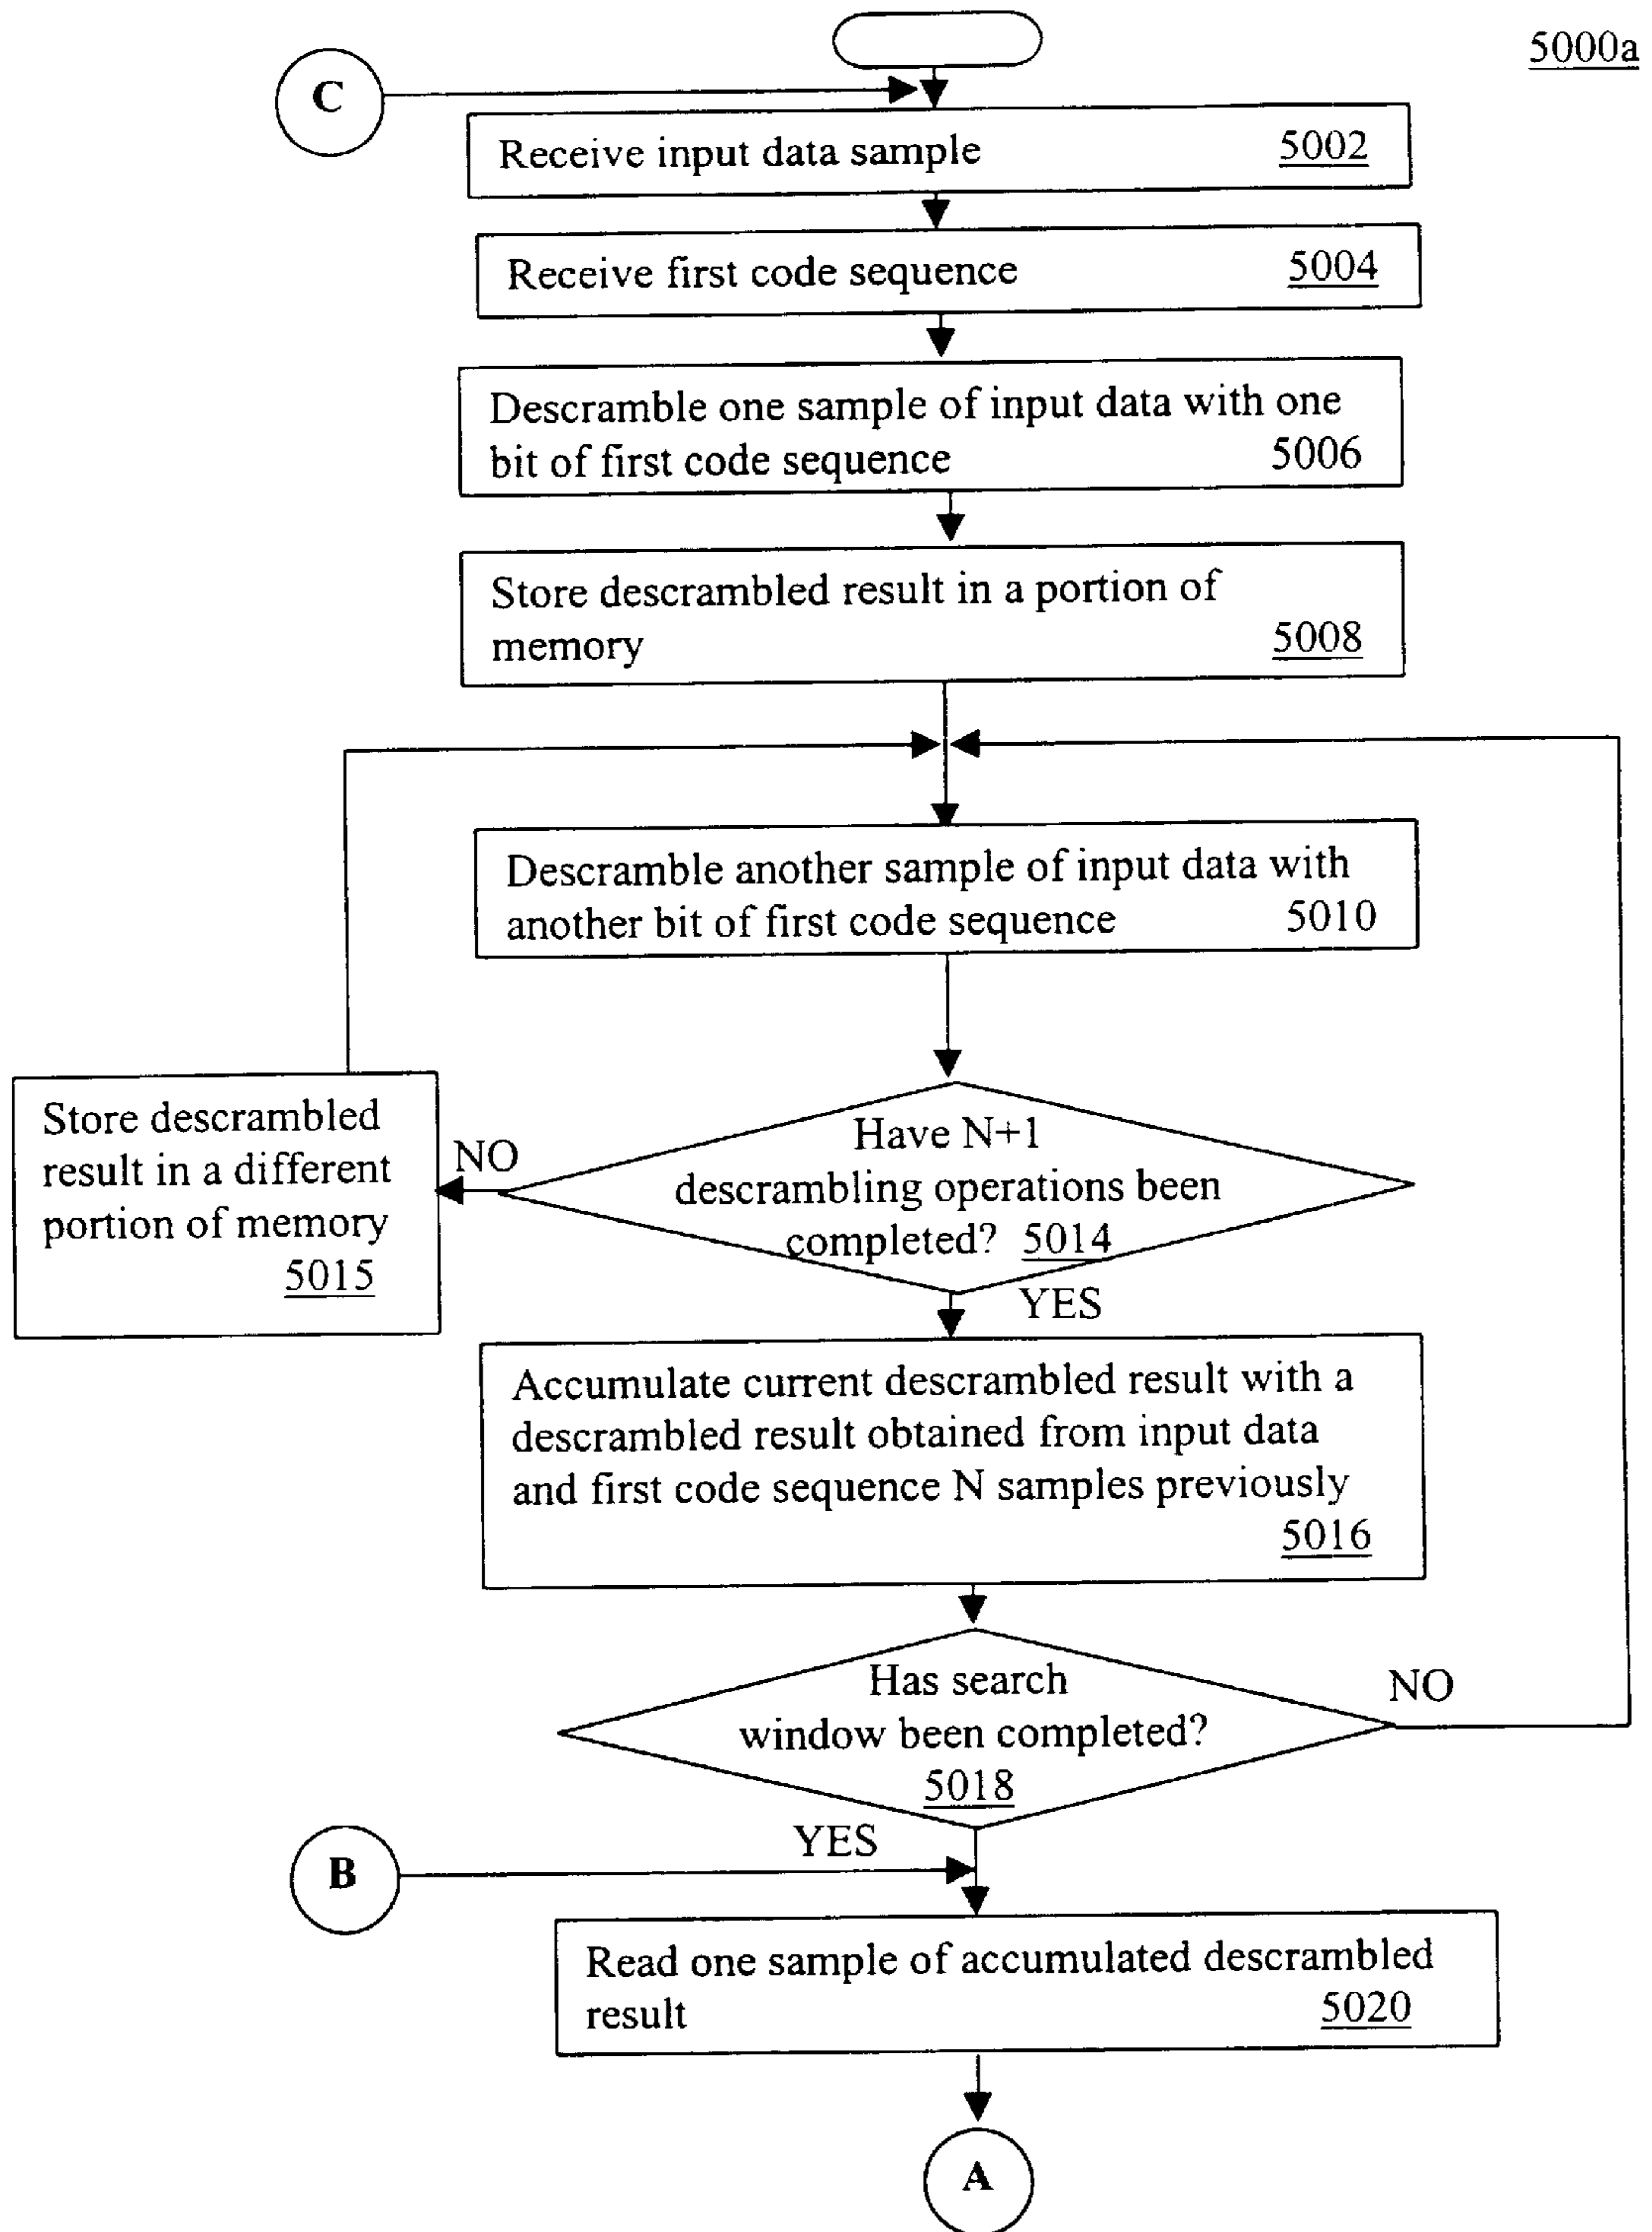 5000a
C
Receive input data sample 5002
Receive first code sequence 5004
Descramble one sample of input data with one
bit of first code sequence 5006
Store descrambled result in a portion of
memory 5008
Descramble another sample of input data with
another bit of first code sequence 5010
Have N+1
descrambling operations been
completed? 5014
NO
Store descrambled
result in a different
portion of memory
5015
YES
Accumulate current descrambled result with a
descrambled result obtained from input data
and first code sequence N samples previously
5016
Has search
window been completed?
5018
NO
YES
B
Read one sample of accumulated descrambled
result 5020
A